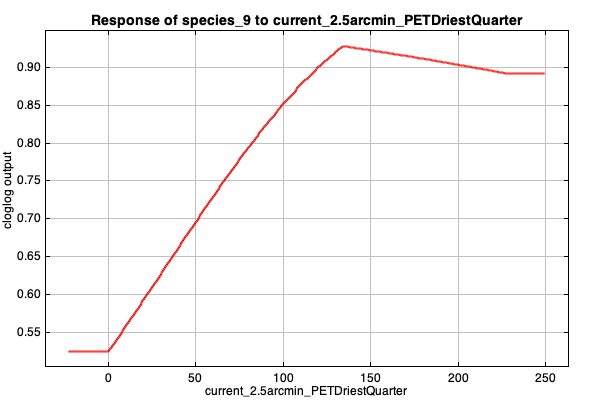 Response of species_9 to current_2.5arcmin_PETDriestQuarter
cloglog output
0.90
0.85
0.80
0.75
0.70
0.65
0.60
0.55
0 50 100 150 200 250
current_2.5arcmin_PETDriestQuarter